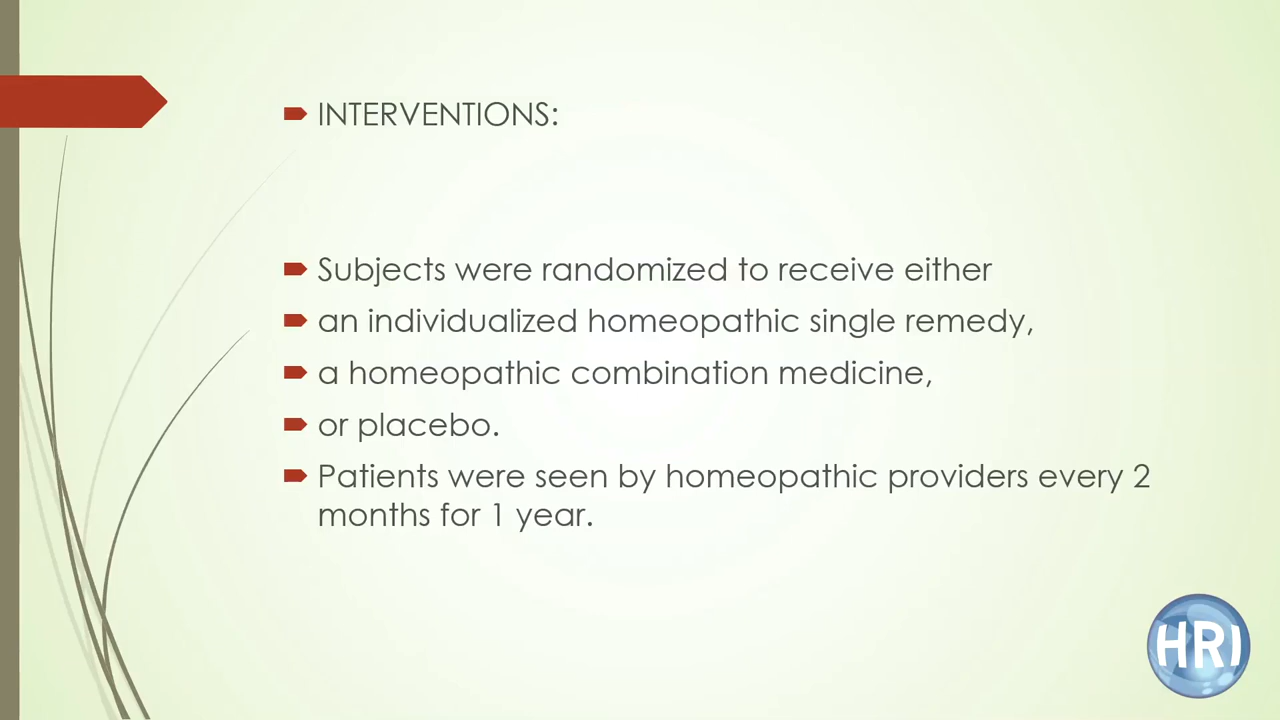 INTERVENTIONS:
Subjects were randomized to receive either
an individualized homeopathic single remedy,
a homeopathic combination medicine,
or placebo.
Patients were seen by homeopathic providers every 2
months for 1 year.
HRI